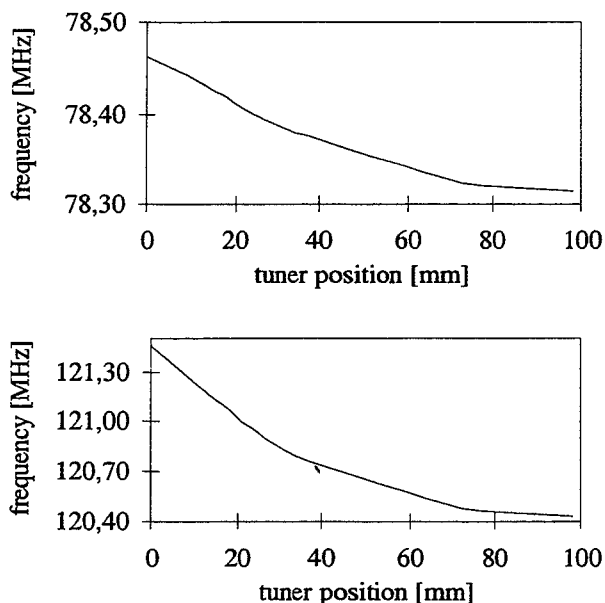 78,50
78,40
78,30
frequency [MHz]
0 20 40 60 80 100
tuner position [mm]
121,30
121,00
120,70
120,40
frequency [MHz]
0 20 40 60 80 100
tuner position [mm]